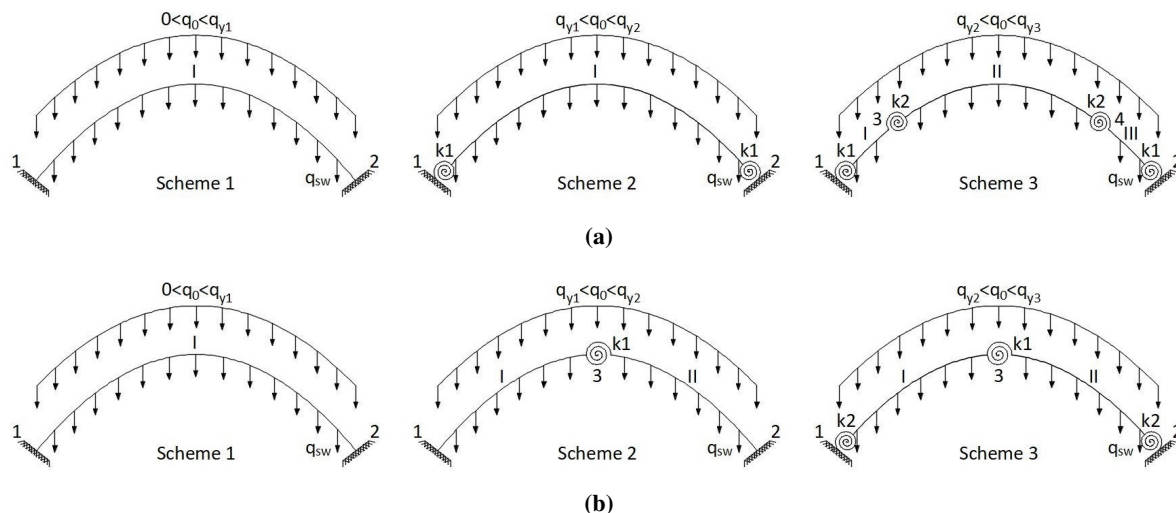 0<q0<qy1
qy1<q0<qy2
qy2<q0<qy3
I
I
II
k2
k2
3
4
I
III
1
2
1
k1
k1
2
1
k1
k1
2
qsw
qsw
qsw
Scheme 1
Scheme 2
Scheme 3
(a)
0<q0<qy1
qy1<q0<qy2
qy2<q0<qy3
I
k1
k1
I
3
II
I
3
II
1
2
1
2
1
k2
k2
2
qsw
qsw
qsw
Scheme 1
Scheme 2
Scheme 3
(b)